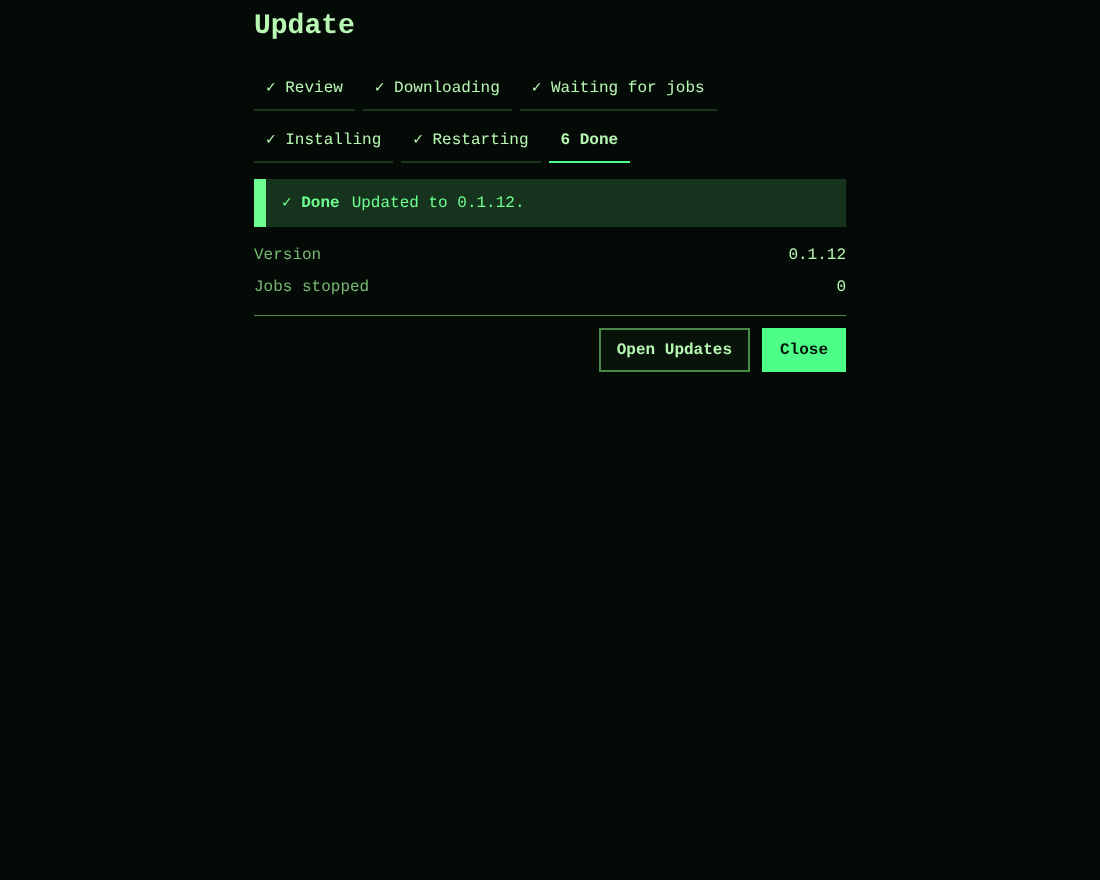 Update
✓ Review ✓ Downloading ✓ Waiting for jobs
✓ Installing ✓ Restarting 6 Done
✓ Done Updated to 0.1.12.
Version 0.1.12
Jobs stopped 0
Open Updates Close